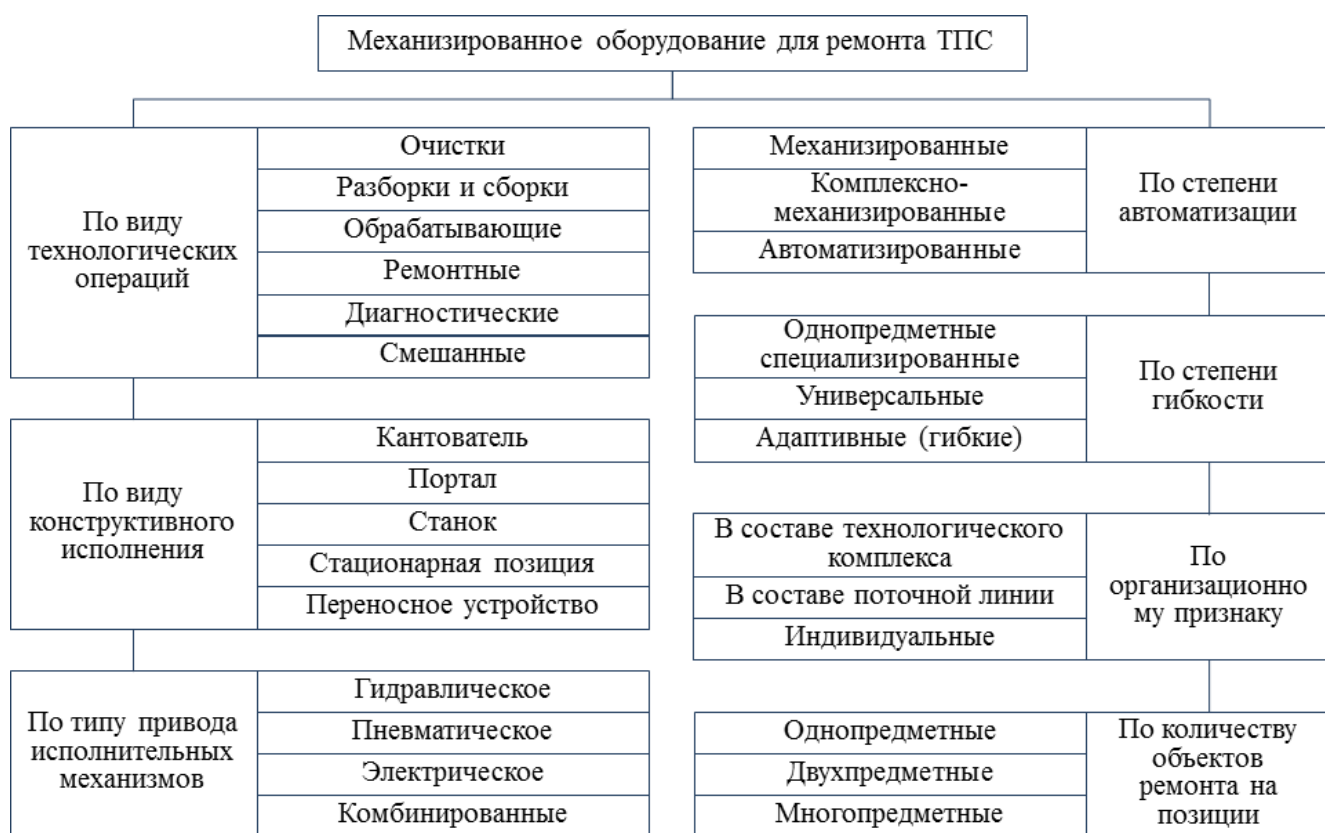 Механизированное оборудование для ремонта ТПС
По виду
технологических
операций
Очистки
Разборки и сборки
Обрабатывающие
Ремонтные
Диагностические
Смешанные
По виду
конструктивного
исполнения
Кантователь
Портал
Станок
Стационарная позиция
Переносное устройство
По типу привода
исполнительных
механизмов
Гидравлическое
Пневматическое
Электрическое
Комбинированные
Механизированные
Комплексно-
механизированные
Автоматизированные
По степени
автоматизации
Однопредметные
специализированные
Универсальные
Адаптивные (гибкие)
По степени
гибкости
В составе технологического
комплекса
В составе поточной линии
Индивидуальные
По
организационно
му признаку
Однопредметные
Двухпредметные
Многопредметные
По количеству
объектов
ремонта на
позиции